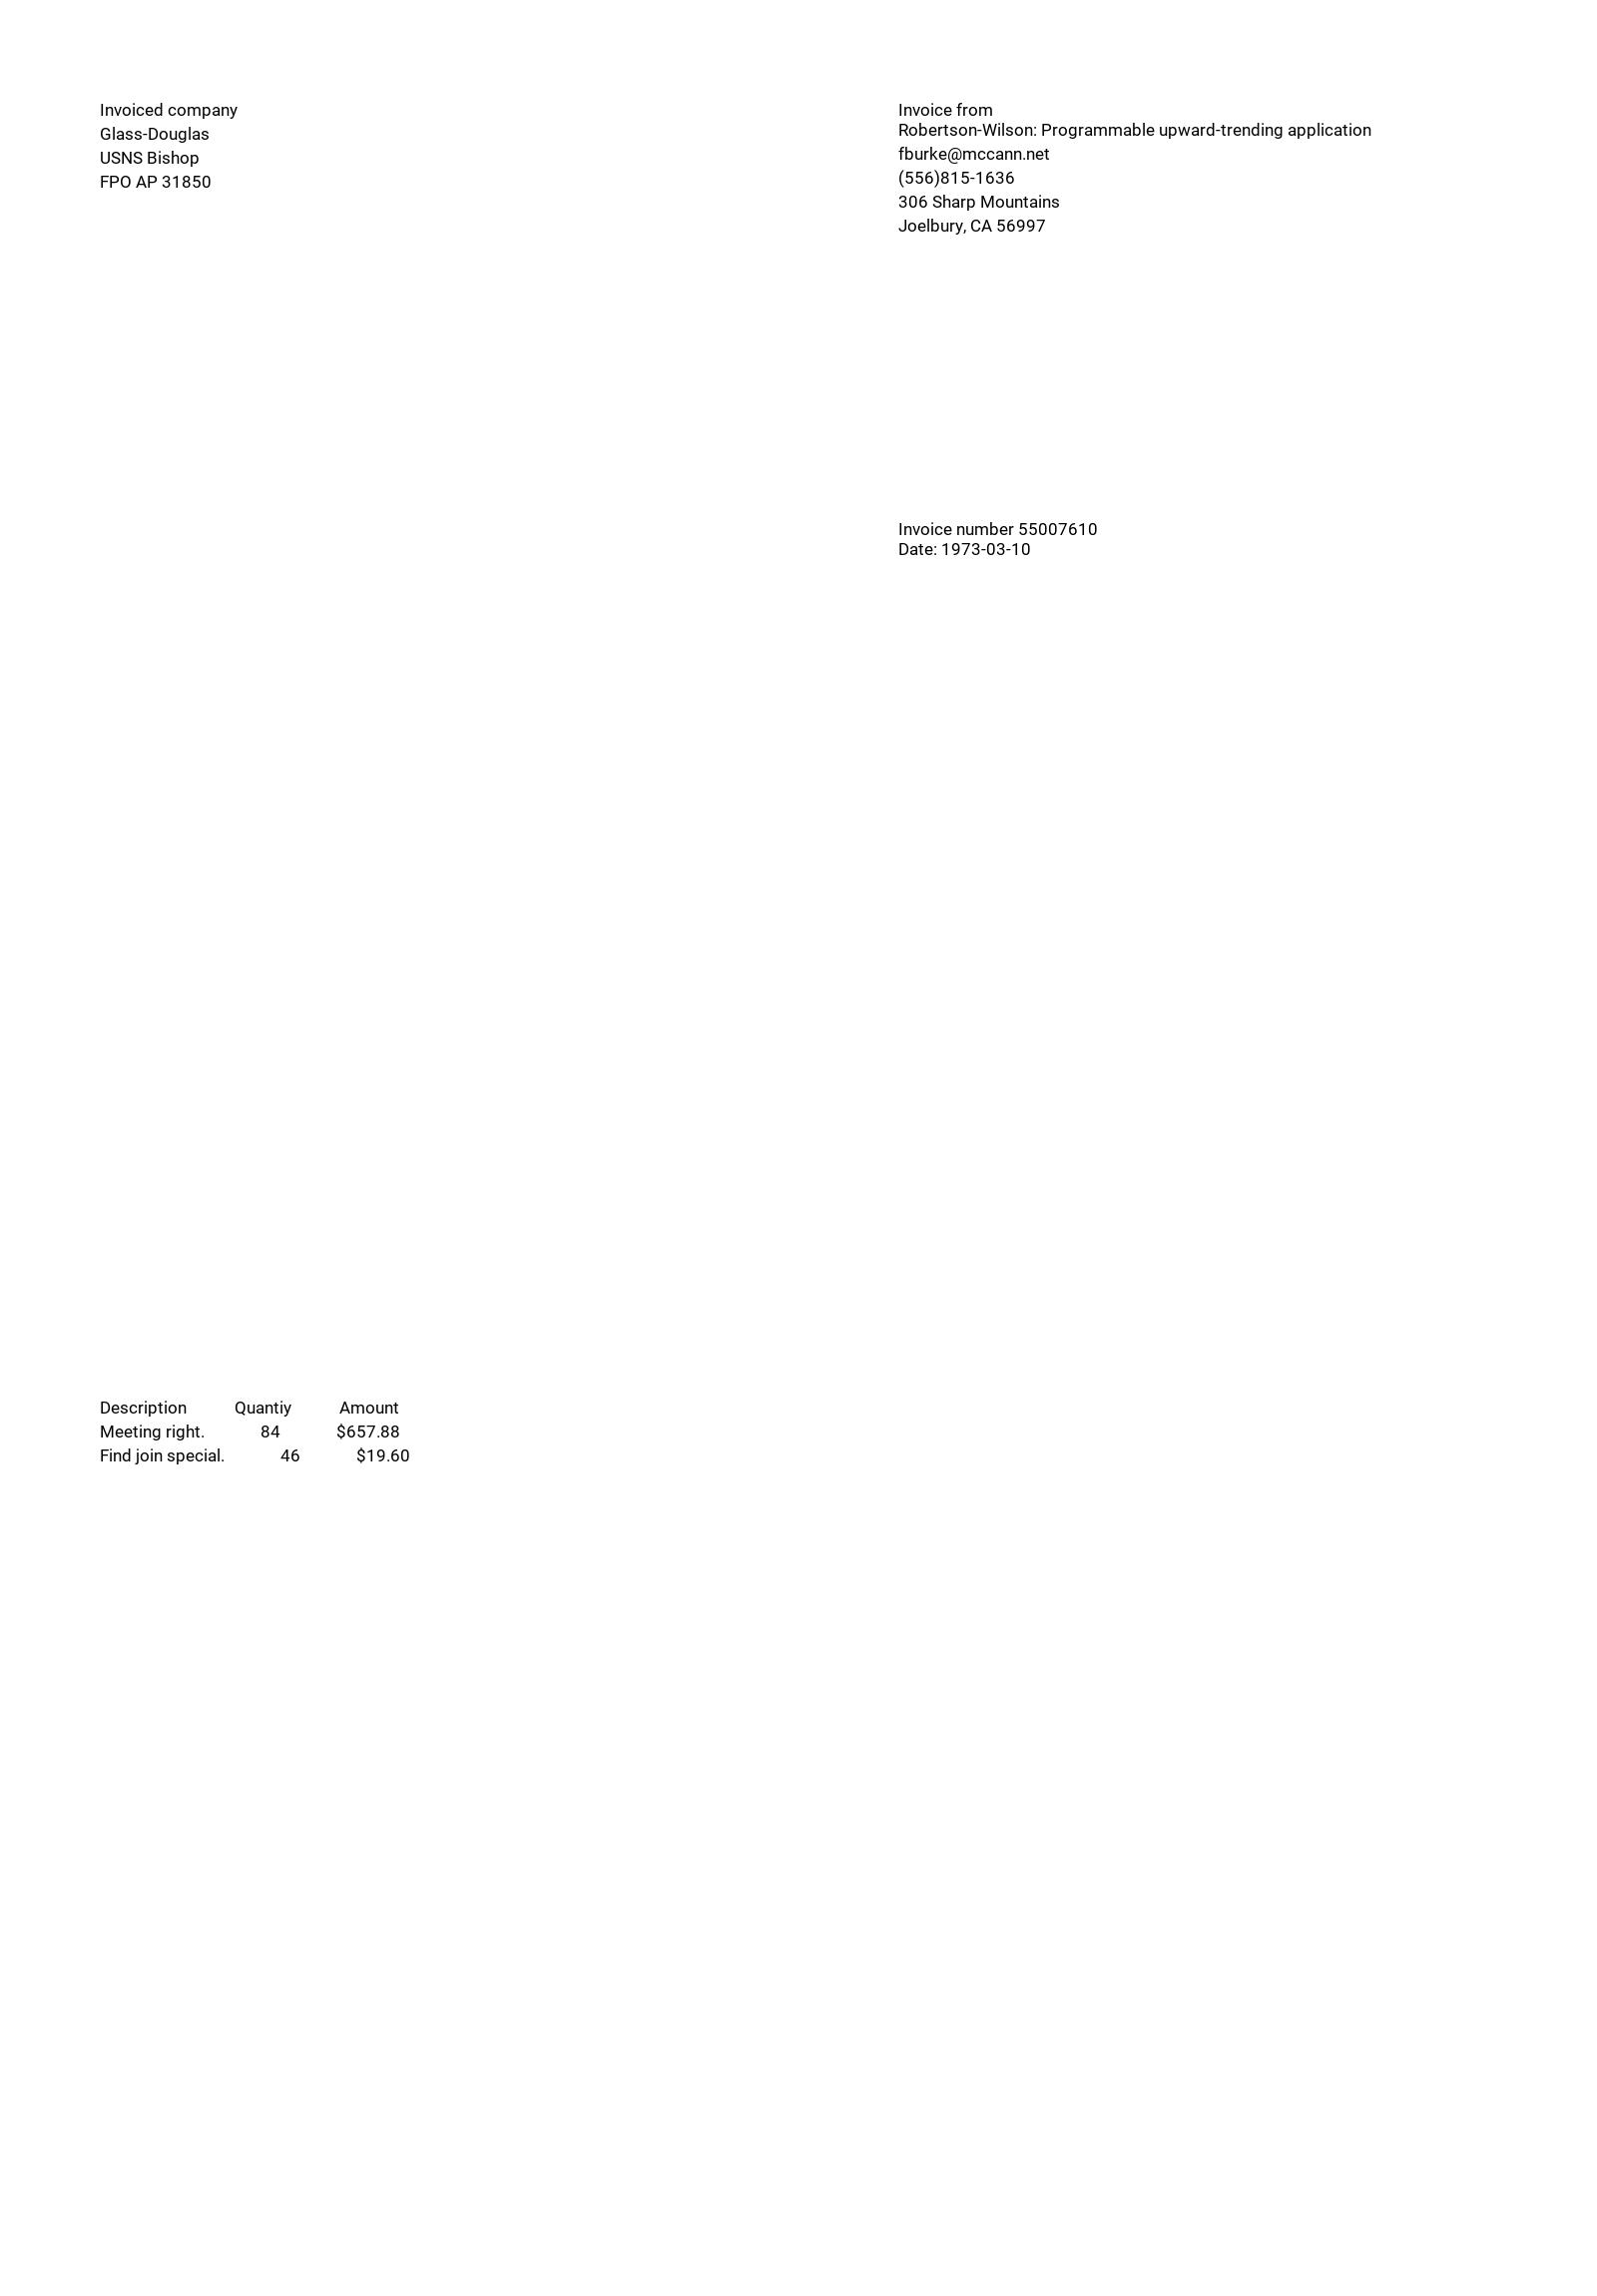 Invoiced company
Glass-Douglas
USNS Bishop
FPO AP 31850
Invoice from
Robertson-Wilson: Programmable upward-trending application
fburke@mccann.net
(556)815-1636
306 Sharp Mountains
Joelbury, CA 56997
Invoice number 55007610
Date: 1973-03-10
Description Quantiy Amount
Meeting right. 84 $657.88
Find join special. 46 $19.60